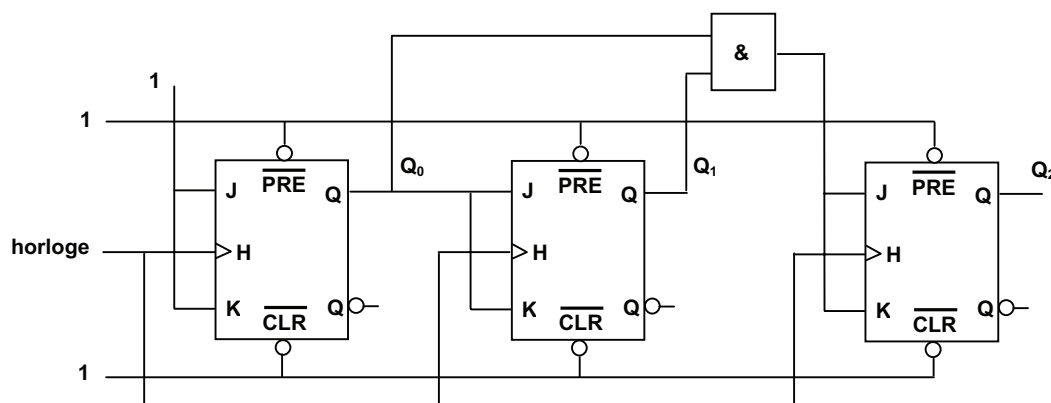 &
1
1
Q0 Q1 Q2
PRE PRE PRE
J Q J Q J Q
horloge H H H
K Q K Q K Q
CLR CLR CLR
1